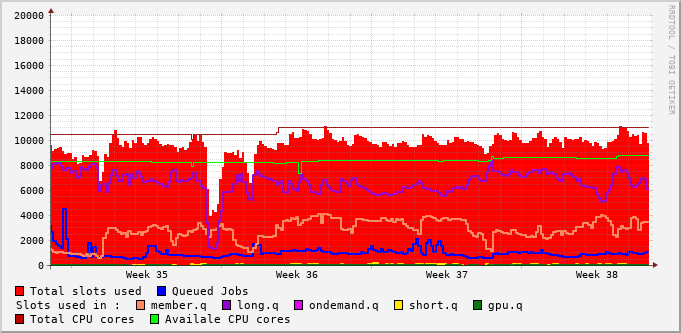 20000
18000
16000
14000
12000
10000
8000
6000
4000
2000
0
Week 35 Week 36 Week 37 Week 38
Total slots used Queued Jobs
Slots used in : member.q long.q ondemand.q short.q gpu.q
Total CPU cores Availale CPU cores
RRDTOOL / TOBI OETIKER